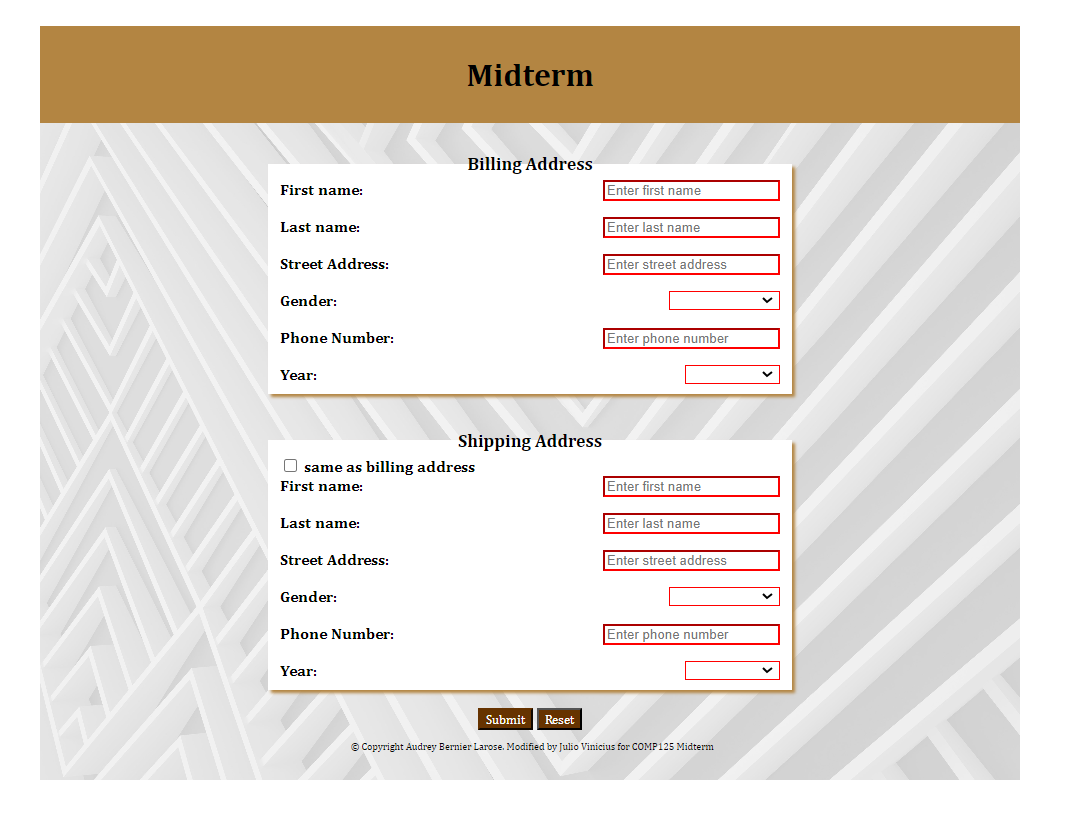 Midterm
Billing Address
First name: Enter first name
Last name: Enter last name
Street Address: Enter street address
Gender:
Phone Number: Enter phone number
Year:
Shipping Address
same as billing address
First name: Enter first name
Last name: Enter last name
Street Address: Enter street address
Gender:
Phone Number: Enter phone number
Year:
Submit Reset
© Copyright Audrey Bernier Larose. Modified by Julio Vinicius for COMP125 Midterm